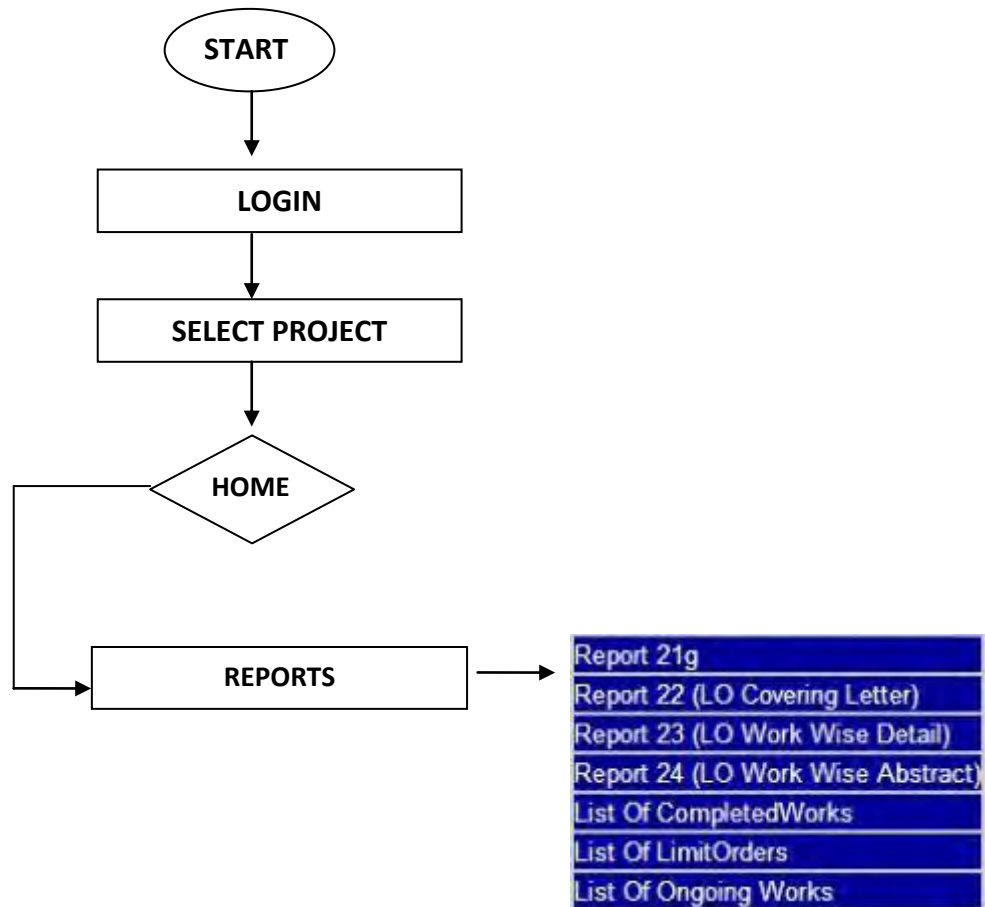 START
LOGIN
SELECT PROJECT
HOME
REPORTS
Report 21g
Report 22 (LO Covering Letter)
Report 23 (LO Work Wise Detail)
Report 24 (LO Work Wise Abstract)
List Of CompletedWorks
List Of LimitOrders
List Of Ongoing Works